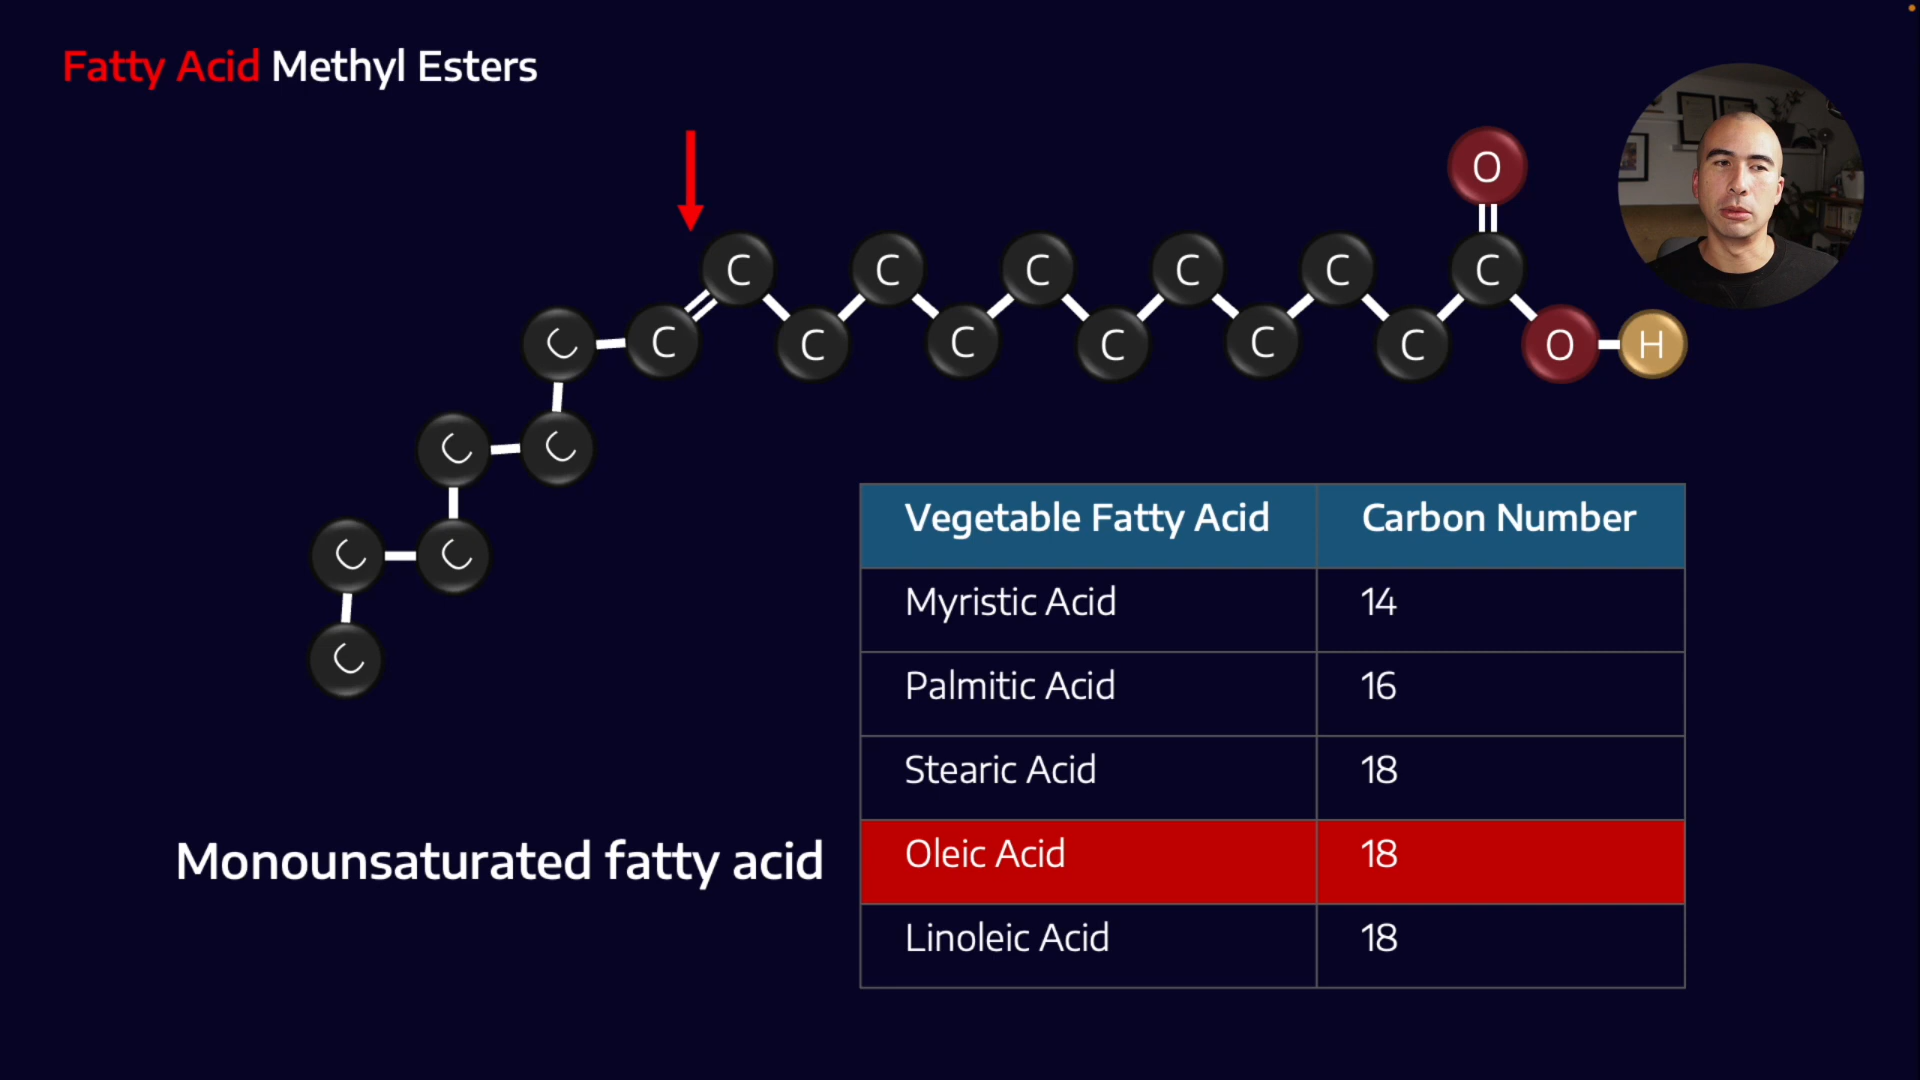 Fatty Acid Methyl Esters
O
C C C C C C
C C C C C C O H
C C
C C
C
Vegetable Fatty Acid Carbon Number
Myristic Acid 14
Palmitic Acid 16
Stearic Acid 18
Oleic Acid 18
Linoleic Acid 18
Monounsaturated fatty acid